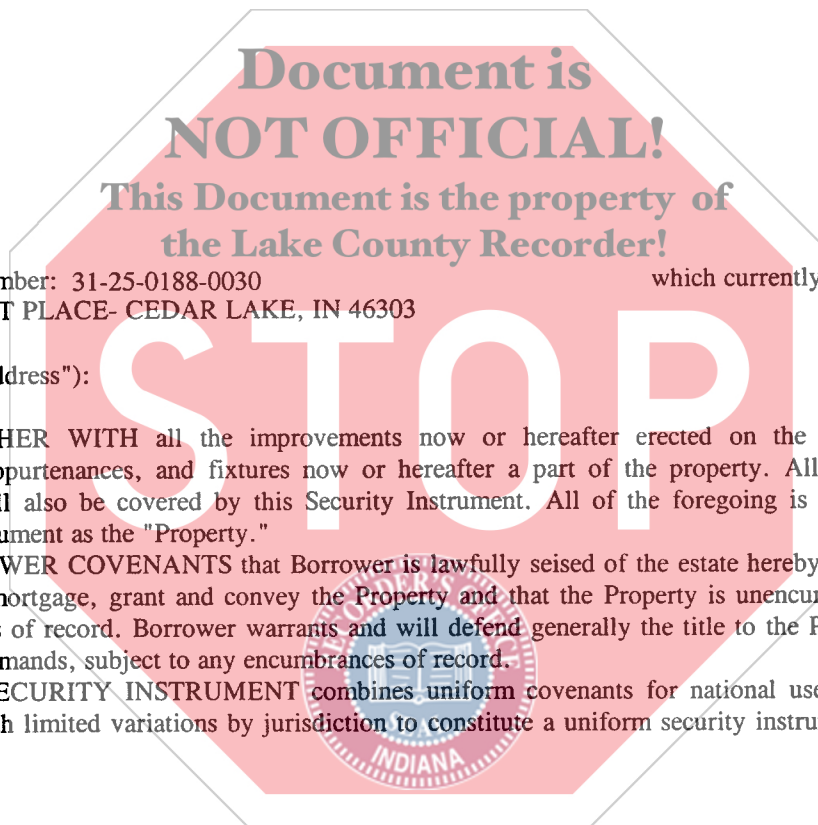 Document is
NOT OFFICIAL!
This Document is the property of
the Lake County Recorder!
mber: 31-25-0188-0030 which currently
T PLACE- CEDAR LAKE, IN 46303
ddress"):
STOP
HER WITH all the improvements now or hereafter erected on the
ppurtenances, and fixtures now or hereafter a part of the property. All
l also be covered by this Security Instrument. All of the foregoing is
ument as the "Property."
WER COVENANTS that Borrower is lawfully seised of the estate hereby
mortgage, grant and convey the Property and that the Property is unencum
s of record. Borrower warrants and will defend generally the title to the P
mands, subject to any encumbrances of record.
ECURITY INSTRUMENT combines uniform covenants for national use
h limited variations by jurisdiction to constitute a uniform security instru
RECORDER'S OFFICE
INDIANA